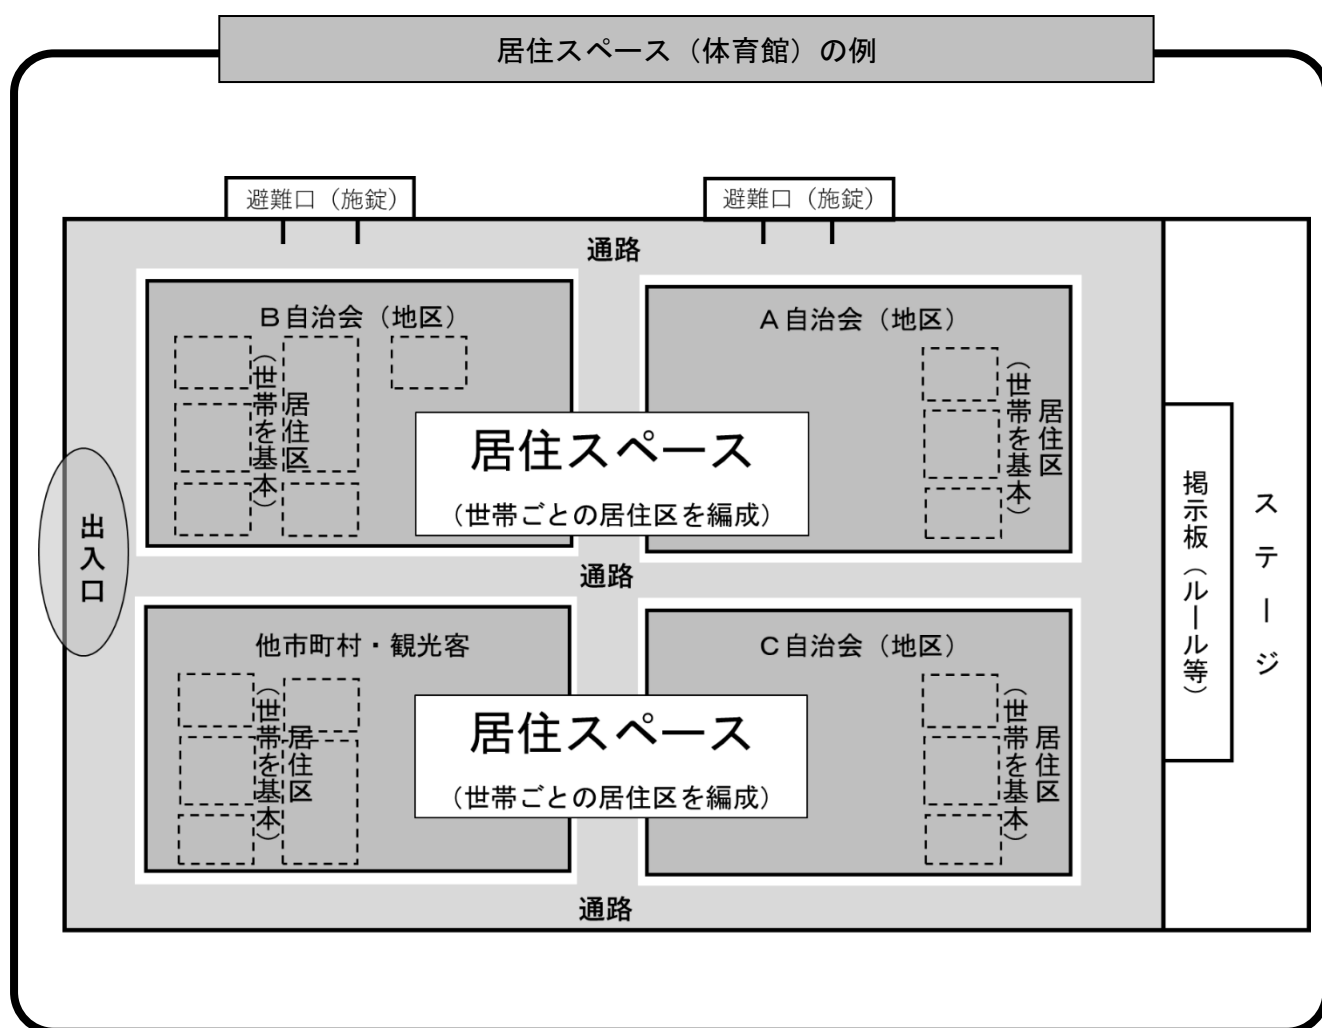 居住スペース（体育館）の例
避難口（施錠）
避難口（施錠）
通路
Ｂ自治会（地区）
居住区
（世帯を基本）
Ａ自治会（地区）
居住区
（世帯を基本）
居住スペース
（世帯ごとの居住区を編成）
出入口
通路
掲示板（ルール等）
ステージ
他市町村・観光客
居住区
（世帯を基本）
Ｃ自治会（地区）
居住区
（世帯を基本）
居住スペース
（世帯ごとの居住区を編成）
通路